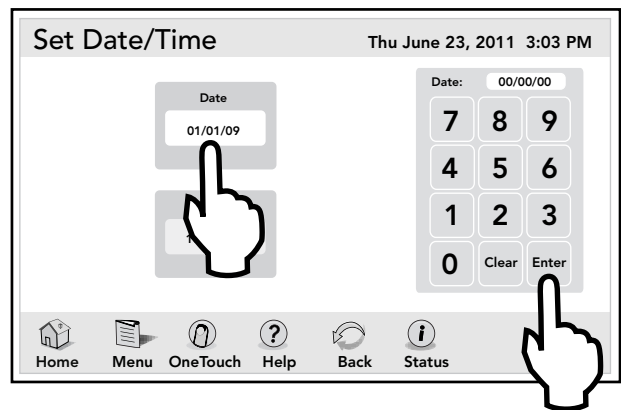 Set Date/Time
Thu June 23, 2011 3:03 PM
Date
01/01/09
Date: 00/00/00
7 8 9
4 5 6
1 2 3
0 Clear Enter
Home Menu OneTouch Help Back Status